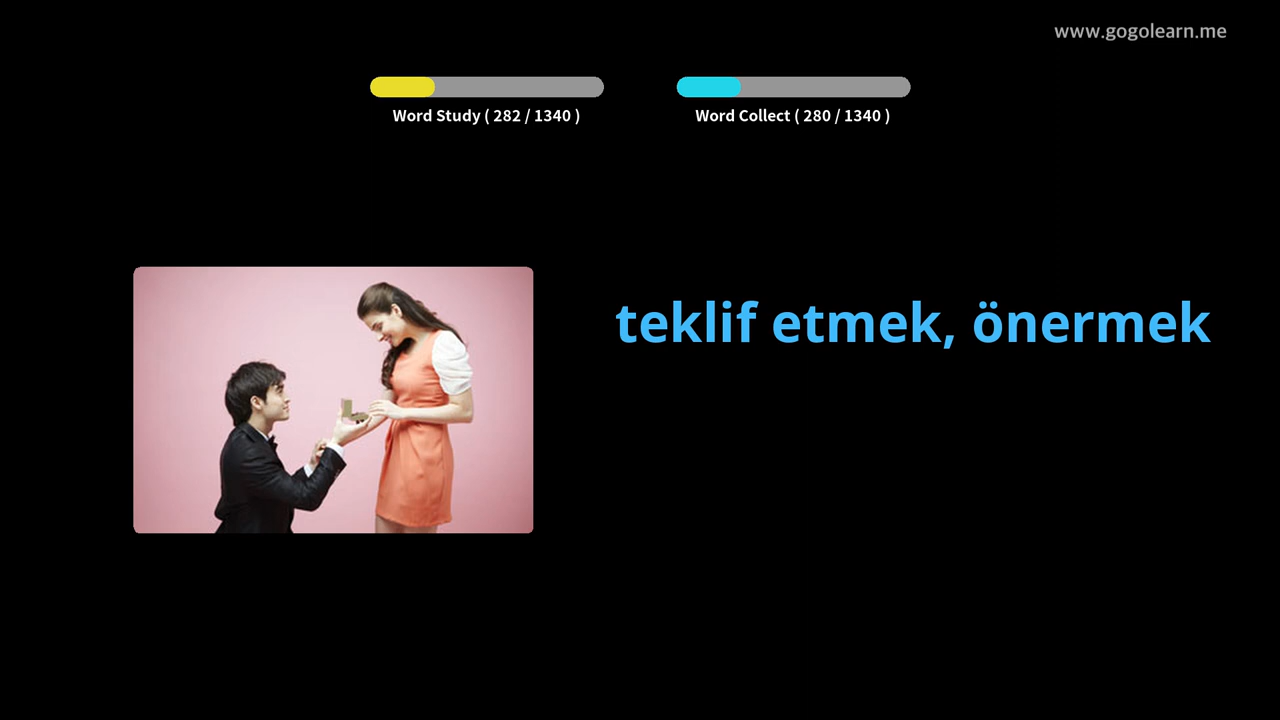 www.gogolearn.me
Word Study ( 282 / 1340 )
Word Collect ( 280 / 1340 )
teklif etmek, önermek